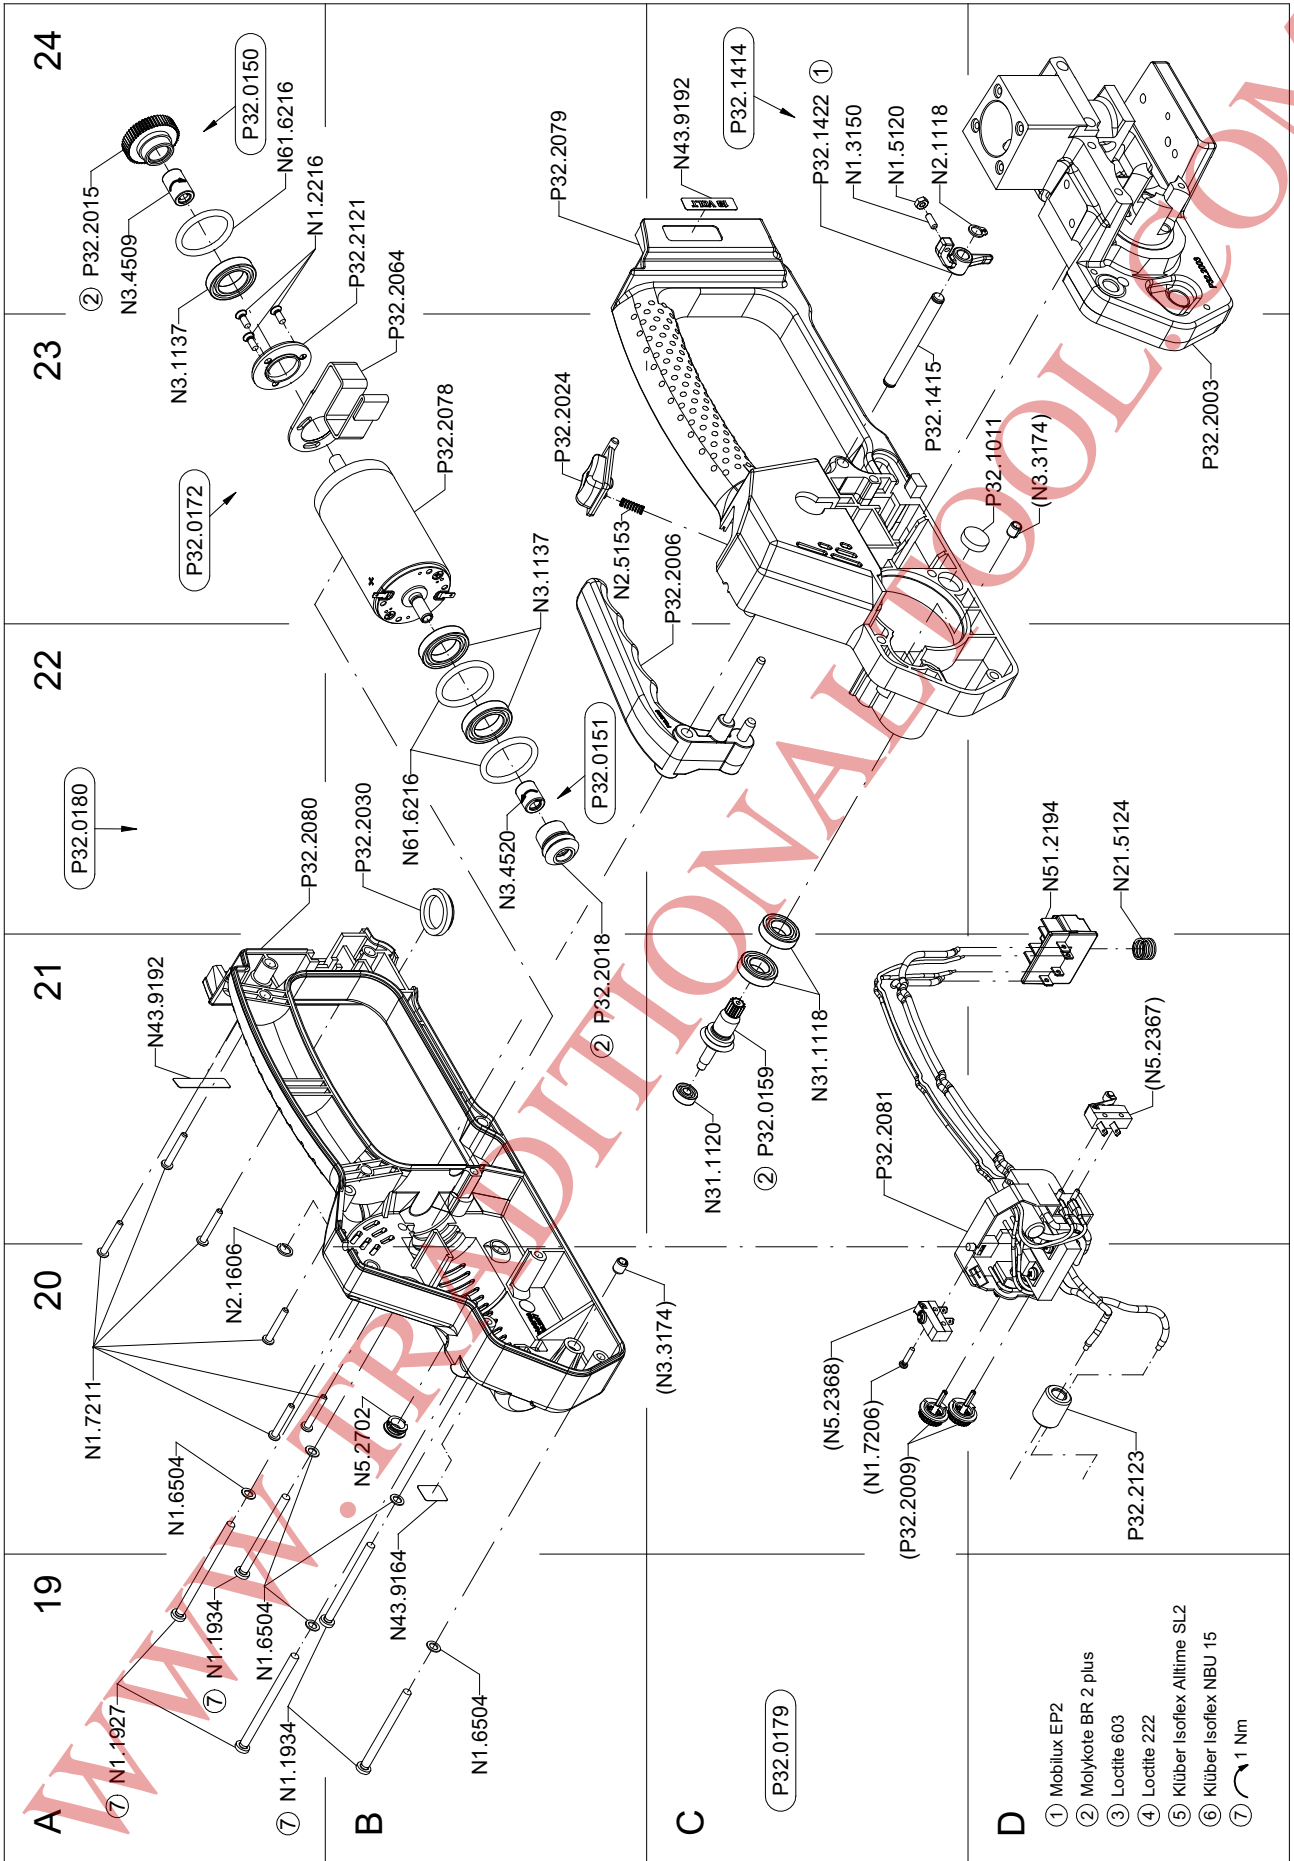 19
20
21
22
23
24
A
B
C
D
⑦ N1.1927
⑦ N1.1934
N1.6504
⑦ N1.1934
N1.6504
N1.6504
N1.7211
N2.1606
N43.9192
N5.2702
N43.9164
(N3.3174)
P32.0180
P32.2080
P32.2030
N61.6216
N3.4520
② P32.2018
P32.0151
N3.1137
P32.0172
P32.2078
P32.2064
P32.2121
N1.2216
N3.1137
N61.6216
N3.4509
② P32.2015
P32.0150
P32.2024
N2.5153
P32.2006
P32.2079
N43.9192
18 VOLT
P32.1414
P32.1422 ①
N1.3150
N1.5120
N2.1118
P32.1415
P32.1011
(N3.3174)
P32.2003
N31.1120
② P32.0159
N31.1118
P32.2081
N51.2194
N21.5124
(N5.2367)
(N5.2368)
(N1.7206)
(P32.2009)
P32.2123
P32.0179
① Mobilux EP2
② Molykote BR 2 plus
③ Loctite 603
④ Loctite 222
⑤ Klüber Isoflex Alltime SL2
⑥ Klüber Isoflex NBU 15
⑦ 1 Nm
WWW.TRADITIONALTOOL.COM